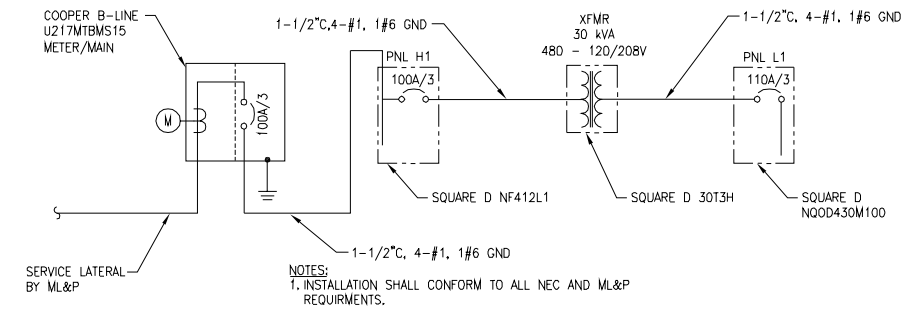 COOPER B-LINE
U217MTBMS15
METER/MAIN
1-1/2"C,4-#1, 1#6 GND
XFMR
30 kVA
480 - 120/208V
1-1/2"C, 4-#1, 1#6 GND
PNL H1
100A/3
PNL L1
110A/3
M
100A/3
SQUARE D NF412L1
SQUARE D 30T3H
SQUARE D
NQOD430M100
1-1/2"C, 4-#1, 1#6 GND
SERVICE LATERAL
BY ML&P
NOTES:
1. INSTALLATION SHALL CONFORM TO ALL NEC AND ML&P
REQUIRMENTS.